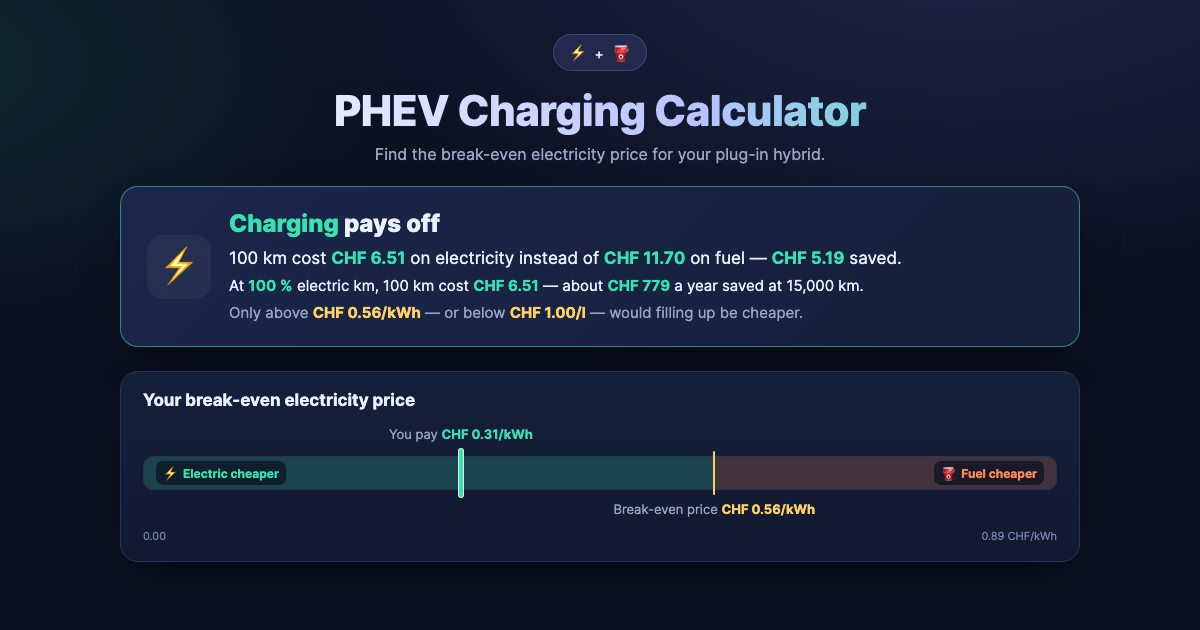 ⚡ + ⛽
PHEV Charging Calculator
Find the break-even electricity price for your plug-in hybrid.
Charging pays off
100 km cost CHF 6.51 on electricity instead of CHF 11.70 on fuel — CHF 5.19 saved.
At 100 % electric km, 100 km cost CHF 6.51 — about CHF 779 a year saved at 15,000 km.
Only above CHF 0.56/kWh — or below CHF 1.00/l — would filling up be cheaper.
Your break-even electricity price
You pay CHF 0.31/kWh
⚡ Electric cheaper
⛽ Fuel cheaper
Break-even price CHF 0.56/kWh
0.00
0.89 CHF/kWh